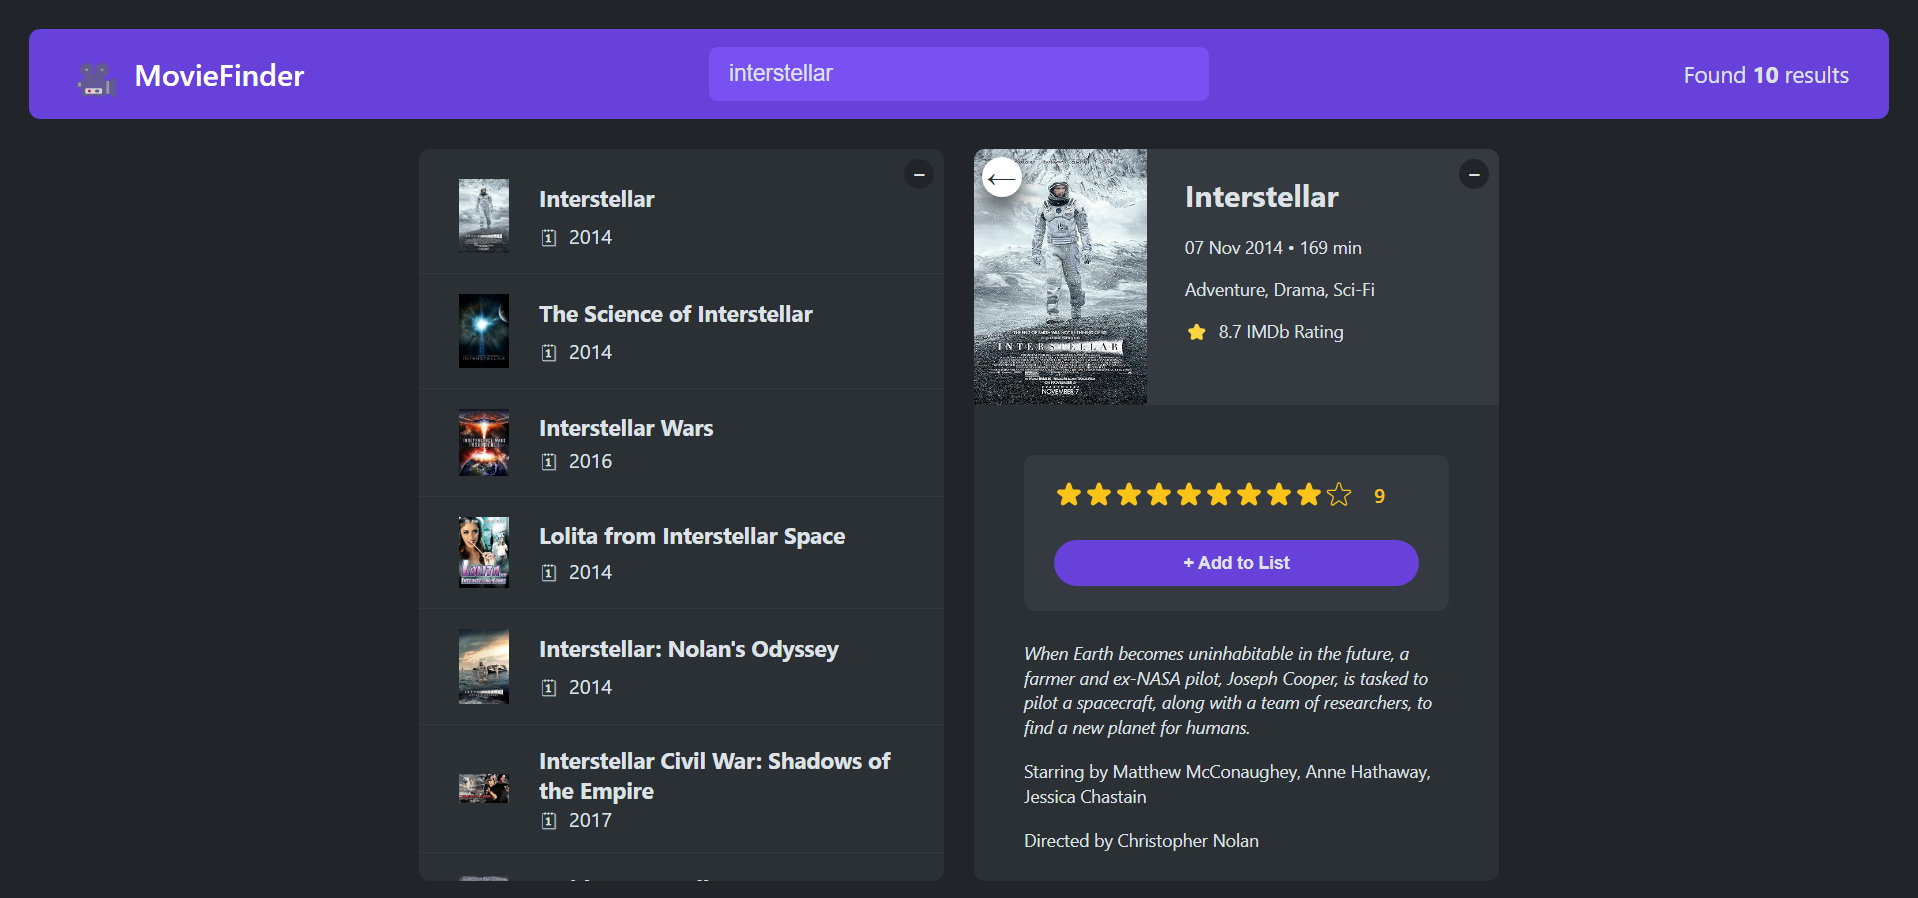 MovieFinder
interstellar
Found 10 results
Interstellar
2014
The Science of Interstellar
2014
Interstellar Wars
2016
Lolita from Interstellar Space
2014
Interstellar: Nolan's Odyssey
2014
Interstellar Civil War: Shadows of
the Empire
2017
INTERSTELLAR
NOVEMBER 7
Interstellar
07 Nov 2014 • 169 min
Adventure, Drama, Sci-Fi
8.7 IMDb Rating
9
+ Add to List
When Earth becomes uninhabitable in the future, a
farmer and ex-NASA pilot, Joseph Cooper, is tasked to
pilot a spacecraft, along with a team of researchers, to
find a new planet for humans.
Starring by Matthew McConaughey, Anne Hathaway,
Jessica Chastain
Directed by Christopher Nolan